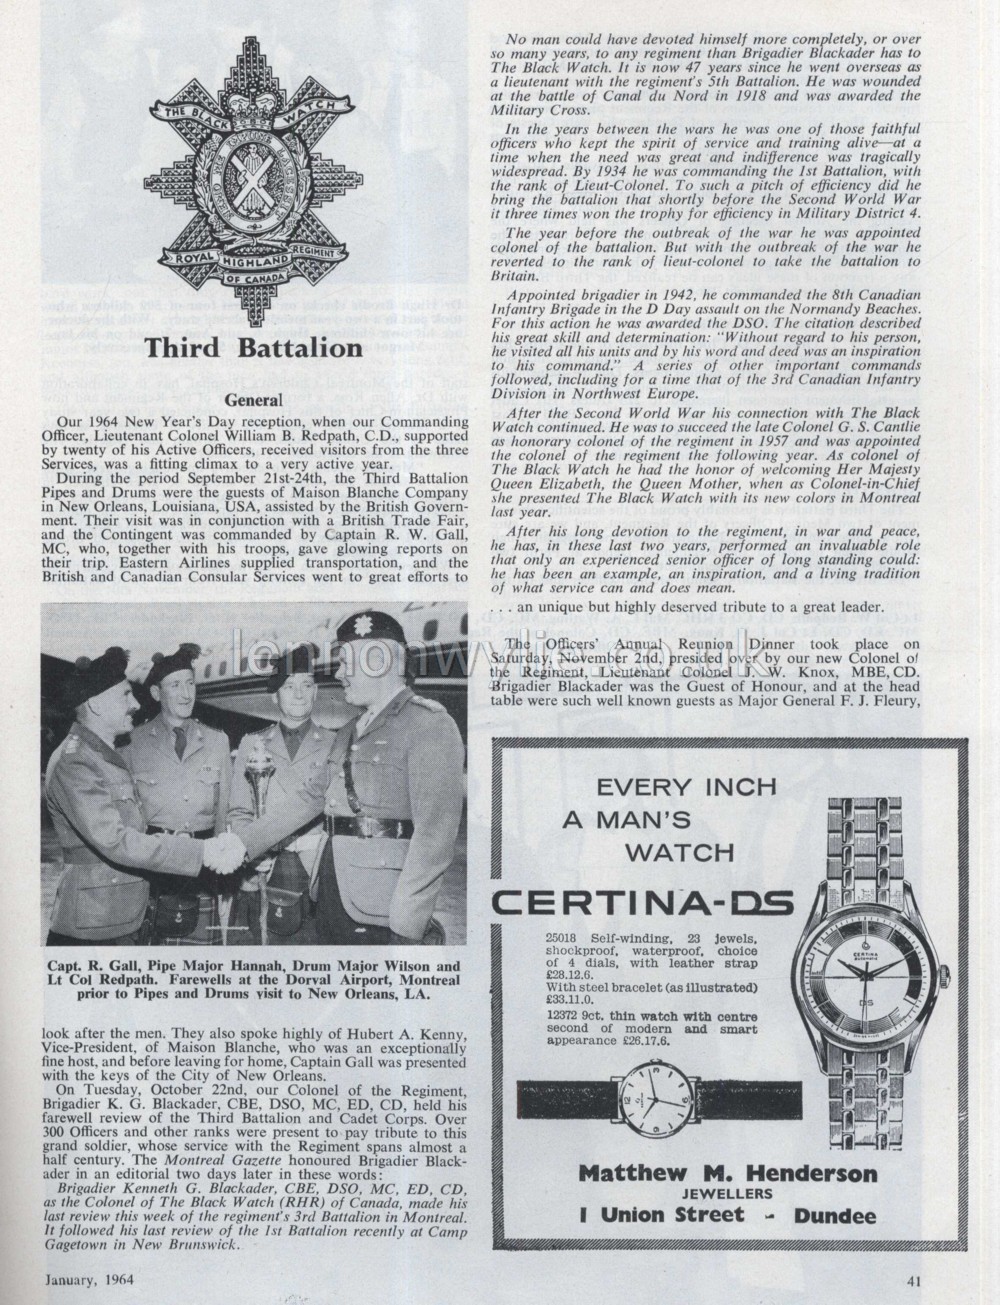 THE BLACK WATCH
ROYAL HIGHLAND REGIMENT
OF CANADA
Third Battalion
General
Our 1964 New Year's Day reception, when our Commanding
Officer, Lieutenant Colonel William B. Redpath, C.D., supported
by twenty of his Active Officers, received visitors from the three
Services, was a fitting climax to a very active year.
During the period September 21st-24th, the Third Battalion
Pipes and Drums were the guests of Maison Blanche Company
in New Orleans, Louisiana, USA, assisted by the British Govern-
ment. Their visit was in conjunction with a British Trade Fair,
and the Contingent was commanded by Captain R. W. Gall,
MC, who, together with his troops, gave glowing reports on
their trip. Eastern Airlines supplied transportation, and the
British and Canadian Consular Services went to great efforts to
Capt. R. Gall, Pipe Major Hannah, Drum Major Wilson and
Lt Col Redpath. Farewells at the Dorval Airport, Montreal
prior to Pipes and Drums visit to New Orleans, LA.
look after the men. They also spoke highly of Hubert A. Kenny,
Vice-President, of Maison Blanche, who was an exceptionally
fine host, and before leaving for home, Captain Gall was presented
with the keys of the City of New Orleans.
On Tuesday, October 22nd, our Colonel of the Regiment,
Brigadier K. G. Blackader, CBE, DSO, MC, ED, CD, held his
farewell review of the Third Battalion and Cadet Corps. Over
300 Officers and other ranks were present to pay tribute to this
grand soldier, whose service with the Regiment spans almost a
half century. The Montreal Gazette honoured Brigadier Black-
ader in an editorial two days later in these words:
Brigadier Kenneth G. Blackader, CBE, DSO, MC, ED, CD,
as the Colonel of The Black Watch (RHR) of Canada, made his
last review this week of the regiment's 3rd Battalion in Montreal.
It followed his last review of the 1st Battalion recently at Camp
Gagetown in New Brunswick.
No man could have devoted himself more completely, or over
so many years, to any regiment than Brigadier Blackader has to
The Black Watch. It is now 47 years since he went overseas as
a lieutenant with the regiment's 5th Battalion. He was wounded
at the battle of Canal du Nord in 1918 and was awarded the
Military Cross.
In the years between the wars he was one of those faithful
officers who kept the spirit of service and training alive—at a
time when the need was great and indifference was tragically
widespread. By 1934 he was commanding the 1st Battalion, with
the rank of Lieut-Colonel. To such a pitch of efficiency did he
bring the battalion that shortly before the Second World War
it three times won the trophy for efficiency in Military District 4.
The year before the outbreak of the war he was appointed
colonel of the battalion. But with the outbreak of the war he
reverted to the rank of lieut-colonel to take the battalion to
Britain.
Appointed brigadier in 1942, he commanded the 8th Canadian
Infantry Brigade in the D Day assault on the Normandy Beaches.
For this action he was awarded the DSO. The citation described
his great skill and determination: "Without regard to his person,
he visited all his units and by his word and deed was an inspiration
to his command." A series of other important commands
followed, including for a time that of the 3rd Canadian Infantry
Division in Northwest Europe.
After the Second World War his connection with The Black
Watch continued. He was to succeed the late Colonel G. S. Cantlie
as honorary colonel of the regiment in 1957 and was appointed
the colonel of the regiment the following year. As colonel of
The Black Watch he had the honor of welcoming Her Majesty
Queen Elizabeth, the Queen Mother, when as Colonel-in-Chief
she presented The Black Watch with its new colors in Montreal
last year.
After his long devotion to the regiment, in war and peace,
he has, in these last two years, performed an invaluable role
that only an experienced senior officer of long standing could:
he has been an example, an inspiration, and a living tradition
of what service can and does mean.
. . . an unique but highly deserved tribute to a great leader.
The Officers' Annual Reunion Dinner took place on
Saturday, November 2nd, presided over by our new Colonel of
the Regiment, Lieutenant Colonel J. W. Knox, MBE, CD.
Brigadier Blackader was the Guest of Honour, and at the head
table were such well known guests as Major General F. J. Fleury,
lennonwylie.co.uk
EVERY INCH
A MAN'S
WATCH
CERTINA-DS
25018 Self-winding, 23 jewels,
shockproof, waterproof, choice
of 4 dials, with leather strap
£28.12.6.
With steel bracelet (as illustrated)
£33.11.0.
12372 9ct. thin watch with centre
second of modern and smart
appearance £26.17.6.
CERTINA
DS
Matthew M. Henderson
JEWELLERS
1 Union Street - Dundee
January, 1964
41